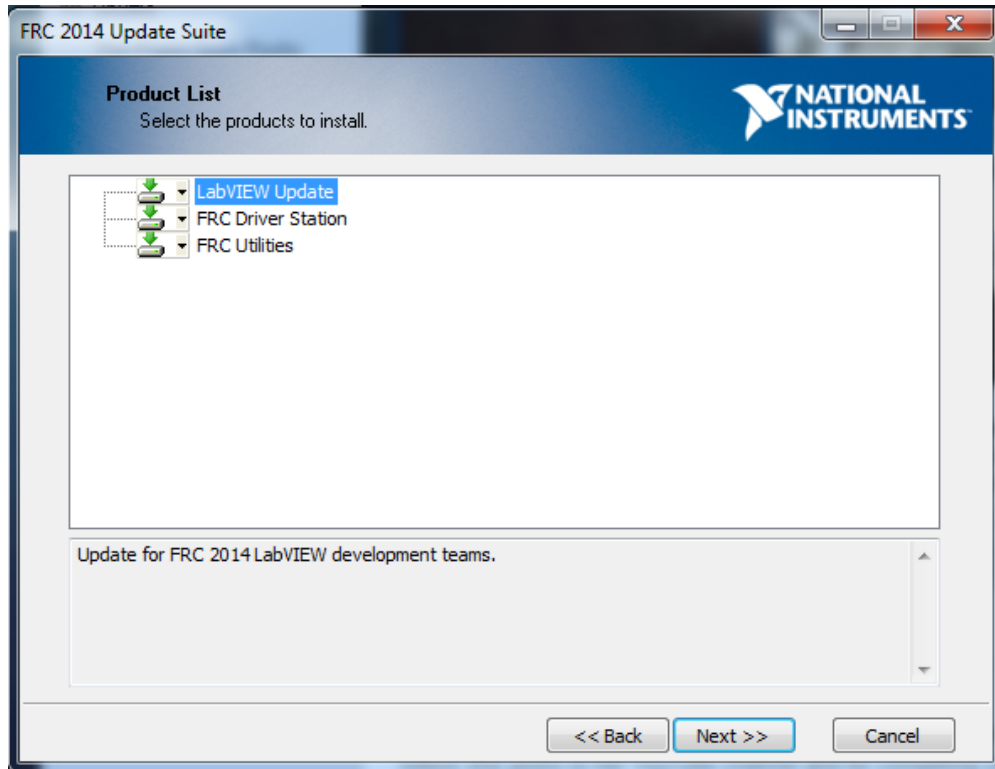 FRC 2014 Update Suite
Product List
Select the products to install.
NATIONAL
INSTRUMENTS
LabVIEW Update
FRC Driver Station
FRC Utilities
Update for FRC 2014 LabVIEW development teams.
<< Back Next >> Cancel